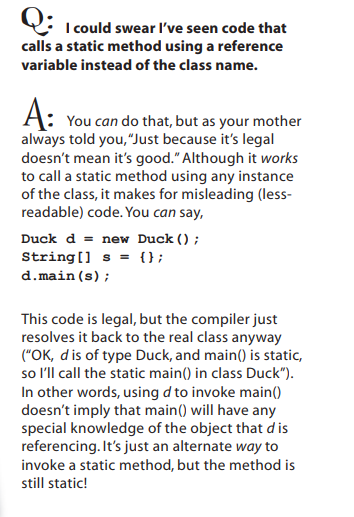 Q: I could swear I've seen code that
calls a static method using a reference
variable instead of the class name.
A: You can do that, but as your mother
always told you, “Just because it's legal
doesn't mean it's good.” Although it works
to call a static method using any instance
of the class, it makes for misleading (less-
readable) code. You can say,
Duck d = new Duck();
String[] s = {};
d.main(s);
This code is legal, but the compiler just
resolves it back to the real class anyway
(“OK, d is of type Duck, and main() is static,
so I'll call the static main() in class Duck”).
In other words, using d to invoke main()
doesn't imply that main() will have any
special knowledge of the object that d is
referencing. It's just an alternate way to
invoke a static method, but the method is
still static!